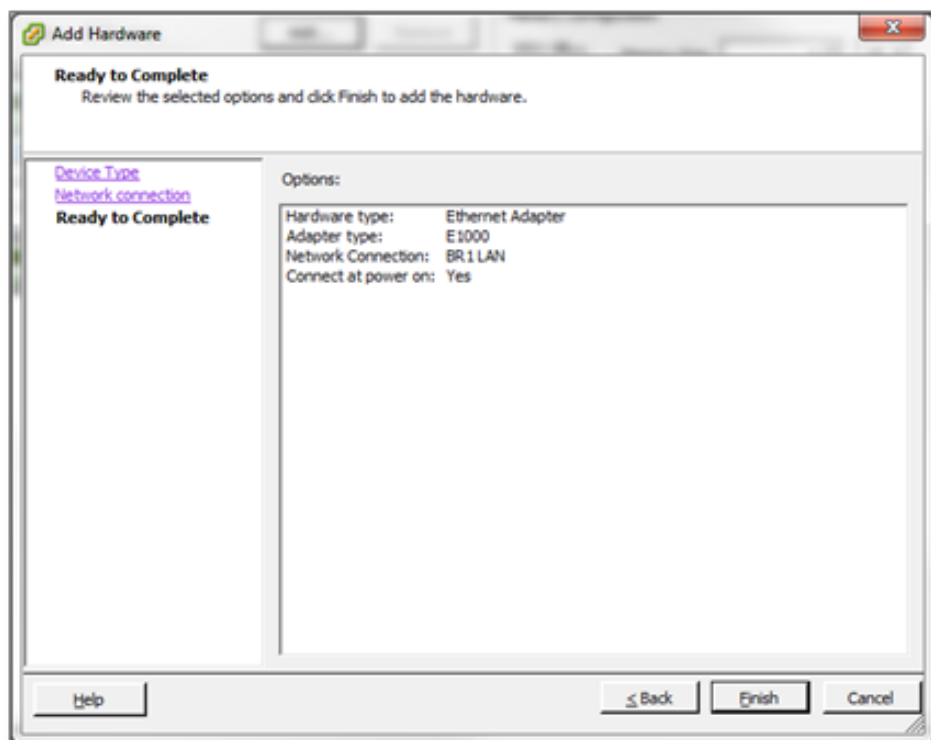 Add Hardware
Ready to Complete
Review the selected options and click Finish to add the hardware.
Device Type
Network connection
Ready to Complete
Options:
Hardware type: Ethernet Adapter
Adapter type: E1000
Network Connection: BR1LAN
Connect at power on: Yes
Help
< Back
Finish
Cancel